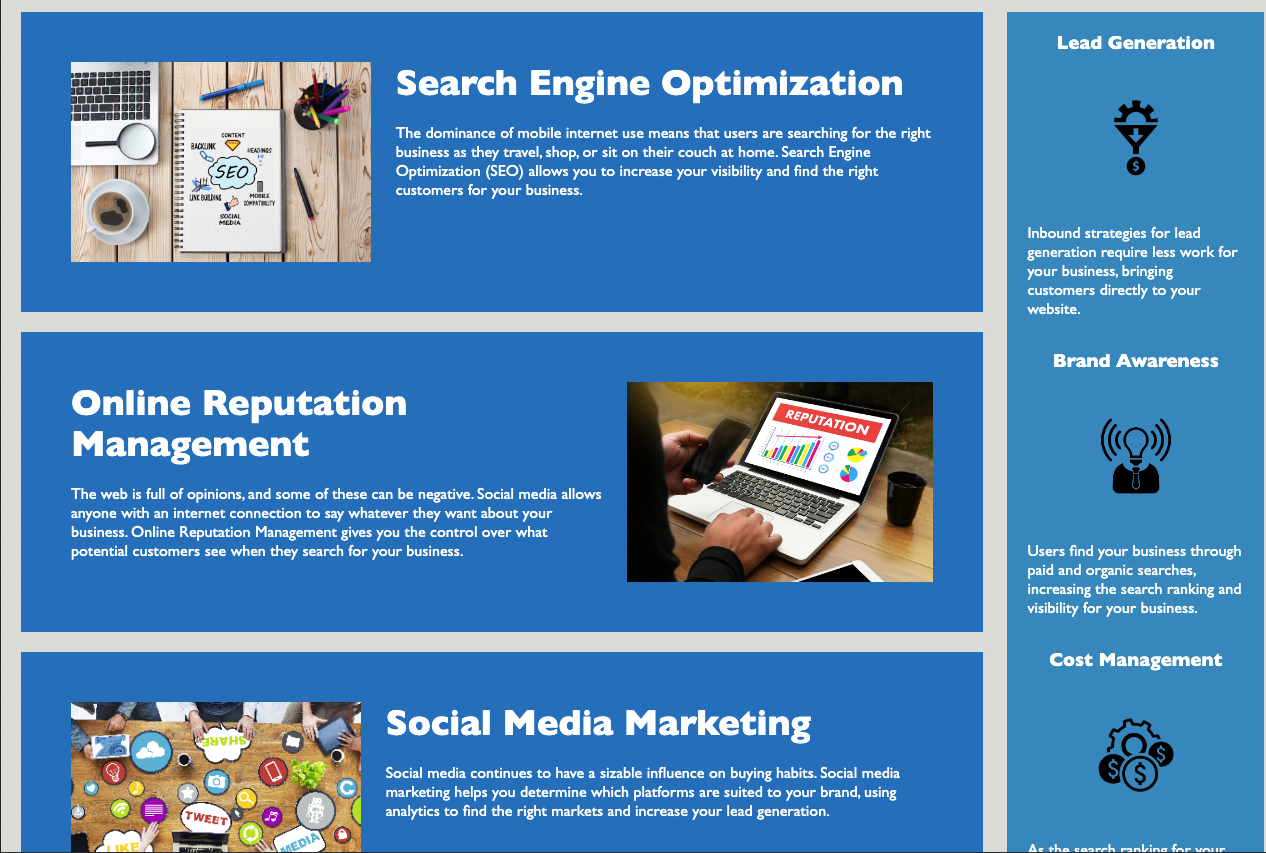 Search Engine Optimization
The dominance of mobile internet use means that users are searching for the right
business as they travel, shop, or sit on their couch at home. Search Engine
Optimization (SEO) allows you to increase your visibility and find the right
customers for your business.
CONTENT
BACKLINK
HEADINGS
SEO
LINK BUILDING
MOBILE
COMPATIBILITY
SOCIAL
MEDIA
Online Reputation
Management
The web is full of opinions, and some of these can be negative. Social media allows
anyone with an internet connection to say whatever they want about your
business. Online Reputation Management gives you the control over what
potential customers see when they search for your business.
REPUTATION
Social Media Marketing
Social media continues to have a sizable influence on buying habits. Social media
marketing helps you determine which platforms are suited to your brand, using
analytics to find the right markets and increase your lead generation.
SHARE
TWEET
LIKE
MEDIA
Lead Generation
$
Inbound strategies for lead
generation require less work for
your business, bringing
customers directly to your
website.
Brand Awareness
Users find your business through
paid and organic searches,
increasing the search ranking and
visibility for your business.
Cost Management
$
$
$
As the search ranking for your